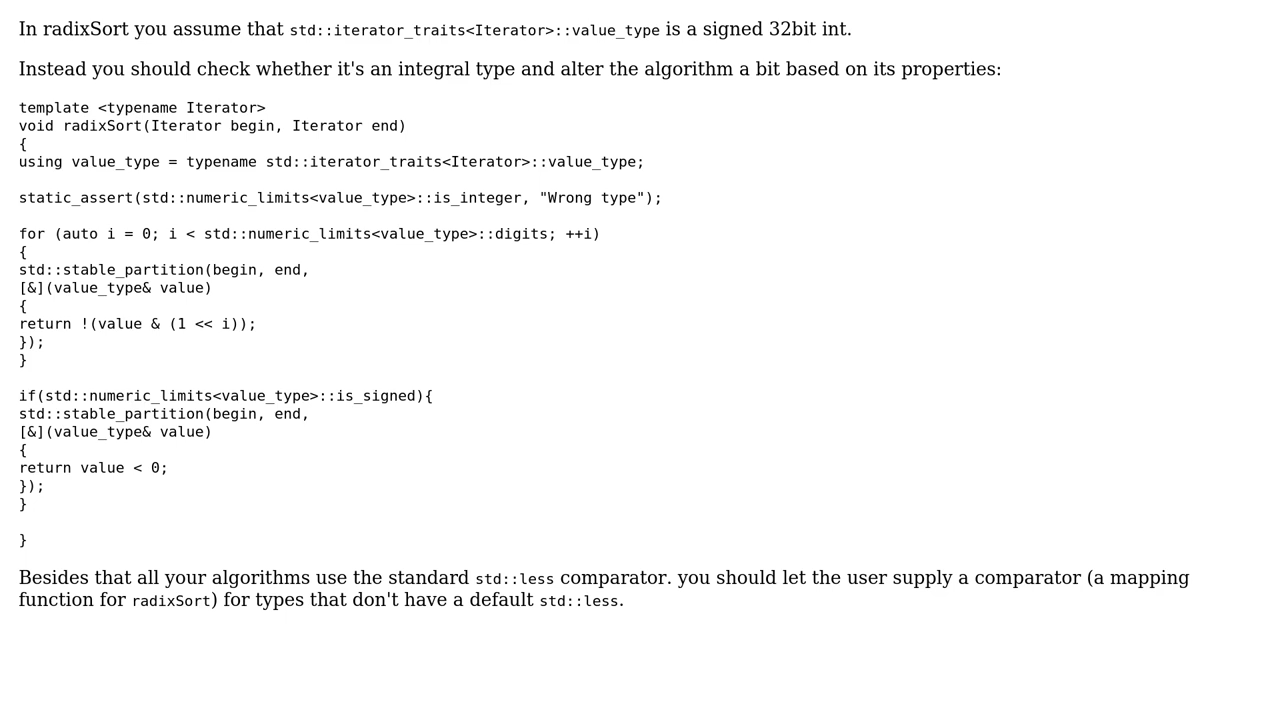 In radixSort you assume that std::iterator_traits<Iterator>::value_type is a signed 32bit int.
Instead you should check whether it's an integral type and alter the algorithm a bit based on its properties:
template <typename Iterator>
void radixSort(Iterator begin, Iterator end)
{
using value_type = typename std::iterator_traits<Iterator>::value_type;
static_assert(std::numeric_limits<value_type>::is_integer, "Wrong type");
for (auto i = 0; i < std::numeric_limits<value_type>::digits; ++i)
{
std::stable_partition(begin, end,
[&](value_type& value)
{
return !(value & (1 << i));
});
}
if(std::numeric_limits<value_type>::is_signed){
std::stable_partition(begin, end,
[&](value_type& value)
{
return value < 0;
});
}
}
Besides that all your algorithms use the standard std::less comparator. you should let the user supply a comparator (a mapping
function for radixSort) for types that don't have a default std::less.